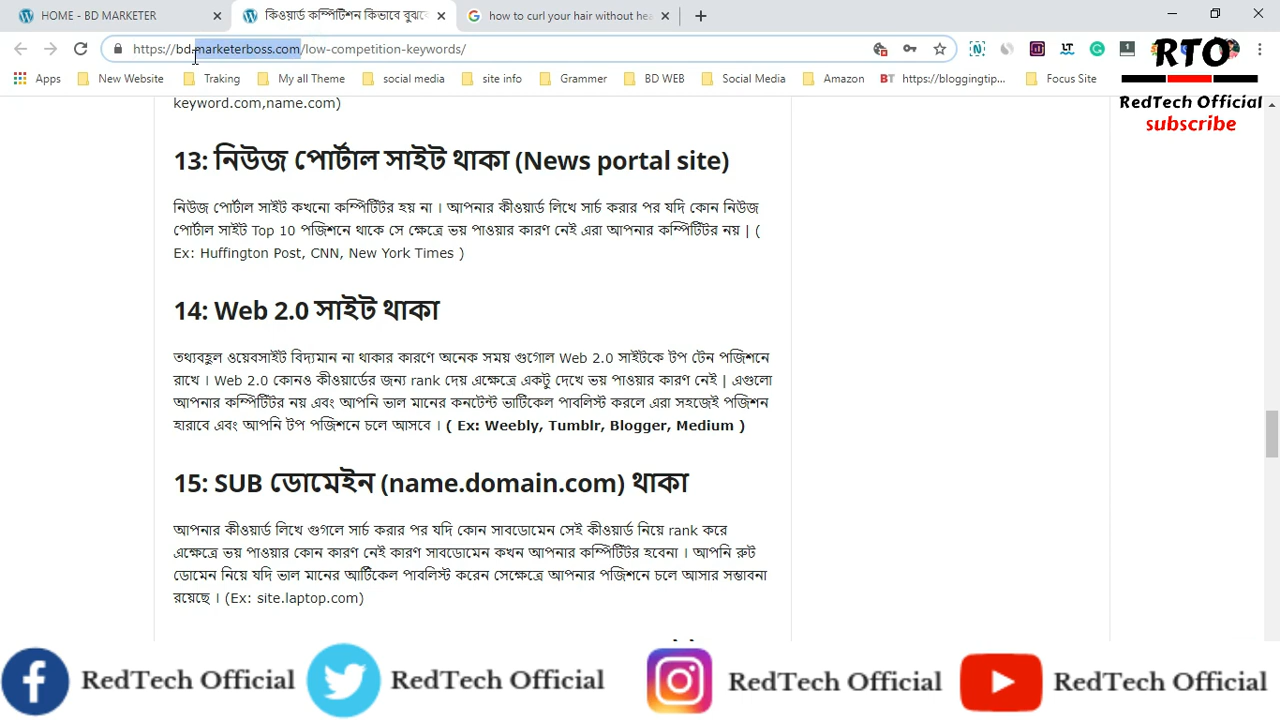 HOME - BD MARKETER
কিওয়ার্ড কম্পিটিশন কিভাবে বুঝবে
how to curl your hair without hea
https://bd.marketerboss.com/low-competition-keywords/
RTO
Apps
New Website
Traking
My all Theme
social media
site info
Grammer
BD WEB
Social Media
Amazon
https://bloggingtip...
Focus Site
RedTech Official
subscribe
keyword.com,name.com)
13: নিউজ পোর্টাল সাইট থাকা (News portal site)
নিউজ পোর্টাল সাইট কখনো কম্পিটিটর হয় না । আপনার কীওয়ার্ড লিখে সার্চ করার পর যদি কোন নিউজ
পোর্টাল সাইট Top 10 পজিশনে থাকে সে ক্ষেত্রে ভয় পাওয়ার কারণ নেই এরা আপনার কম্পিটিটর নয় | (
Ex: Huffington Post, CNN, New York Times )
14: Web 2.0 সাইট থাকা
তথ্যবহুল ওয়েবসাইট বিদ্যমান না থাকার কারণে অনেক সময় গুগোল Web 2.0 সাইটকে টপ টেন পজিশনে
রাখে । Web 2.0 কোনও কীওয়ার্ডের জন্য rank দেয় এক্ষেত্রে একটু দেখে ভয় পাওয়ার কারণ নেই | এগুলো
আপনার কম্পিটিটর নয় এবং আপনি ভাল মানের কনটেন্ট ভার্টিকেল পাবলিস্ট করলে এরা সহজেই পজিশন
হারাবে এবং আপনি টপ পজিশনে চলে আসবে । ( Ex: Weebly, Tumblr, Blogger, Medium )
15: SUB ডোমেইন (name.domain.com) থাকা
আপনার কীওয়ার্ড লিখে গুগলে সার্চ করার পর যদি কোন সাবডোমেন সেই কীওয়ার্ড নিয়ে rank করে
এক্ষেত্রে ভয় পাওয়ার কোন কারণ নেই কারণ সাবডোমেন কখন আপনার কম্পিটিটর হবেনা । আপনি রুট
ডোমেন নিয়ে যদি ভাল মানের আর্টিকেল পাবলিস্ট করেন সেক্ষেত্রে আপনার পজিশনে চলে আসার সম্ভাবনা
রয়েছে । (Ex: site.laptop.com)
RedTech Official
RedTech Official
RedTech Official
RedTech Official